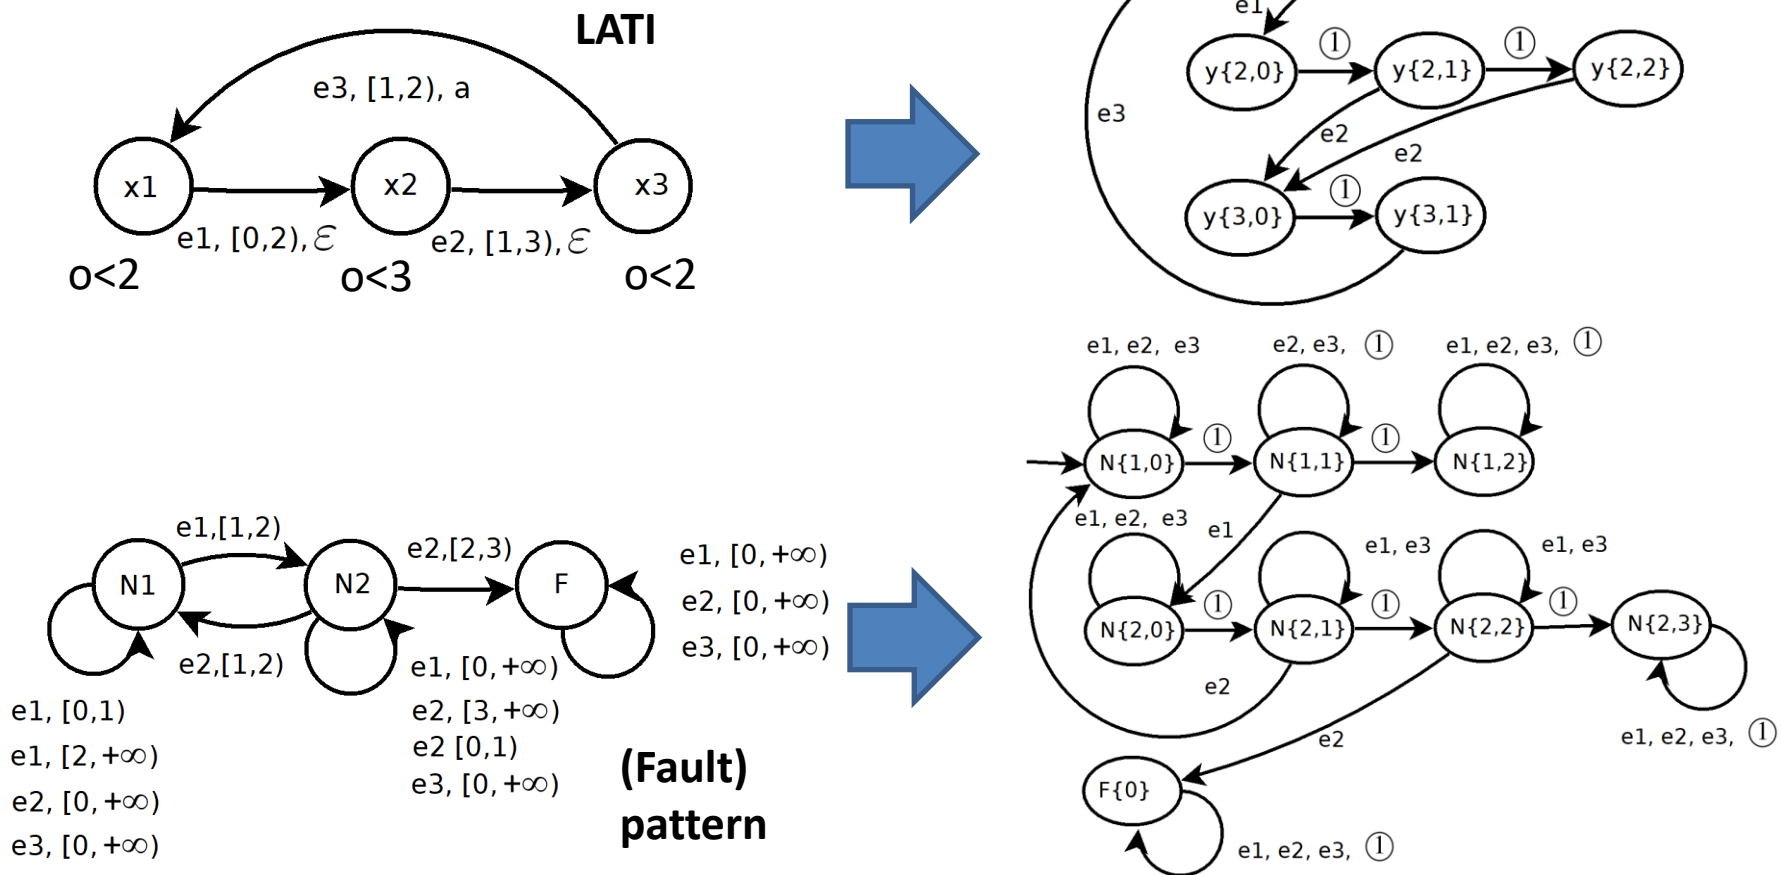 LATI
e3, [1,2), a
x1
x2
x3
e1, [0,2), ε
e2, [1,3), ε
o<2
o<3
o<2
e1
y{2,0}
①
y{2,1}
①
y{2,2}
e3
e2
e2
y{3,0}
①
y{3,1}
e1, e2, e3
e2, e3, ①
e1, e2, e3, ①
N{1,0}
①
N{1,1}
①
N{1,2}
e1, e2, e3
e1
e1, e3
e1, e3
N{2,0}
①
N{2,1}
①
N{2,2}
①
N{2,3}
e2
e2
e1, e2, e3, ①
F{0}
e1, e2, e3, ①
e1,[1,2)
N1
N2
e2,[2,3)
F
e2,[1,2)
e1, [0,+∞)
e2, [0,+∞)
e3, [0,+∞)
e1, [0,1)
e1, [2,+∞)
e2, [0,+∞)
e3, [0,+∞)
e1, [0,+∞)
e2, [3,+∞)
e2 [0,1)
e3, [0,+∞)
(Fault)
pattern